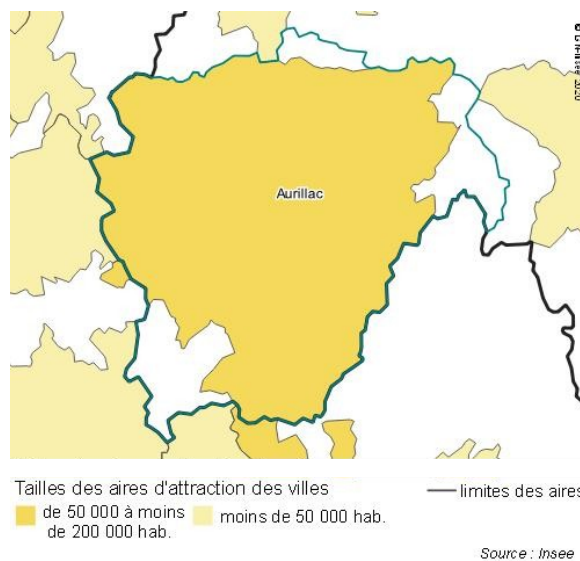 Aurillac
Tailles des aires d'attraction des villes
de 50 000 à moins
de 200 000 hab.
moins de 50 000 hab.
limites des aires
Source : Insee